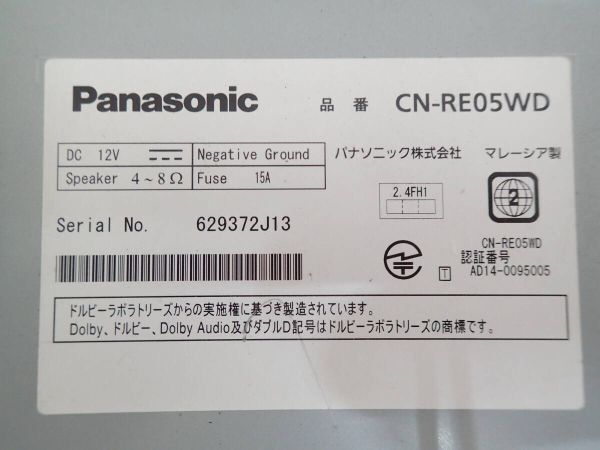 Panasonic 品番 CN-RE05WD
DC 12V Negative Ground パナソニック株式会社 マレーシア製
Speaker 4~8Ω Fuse 15A
2.4FH1
2
Serial No. 629372J13
CN-RE05WD
認証番号
T AD14-0095005
ドルビーラボラトリーズからの実施権に基づき製造されています。
Dolby、ドルビー、Dolby Audio及びダブルD記号はドルビーラボラトリーズの商標です。